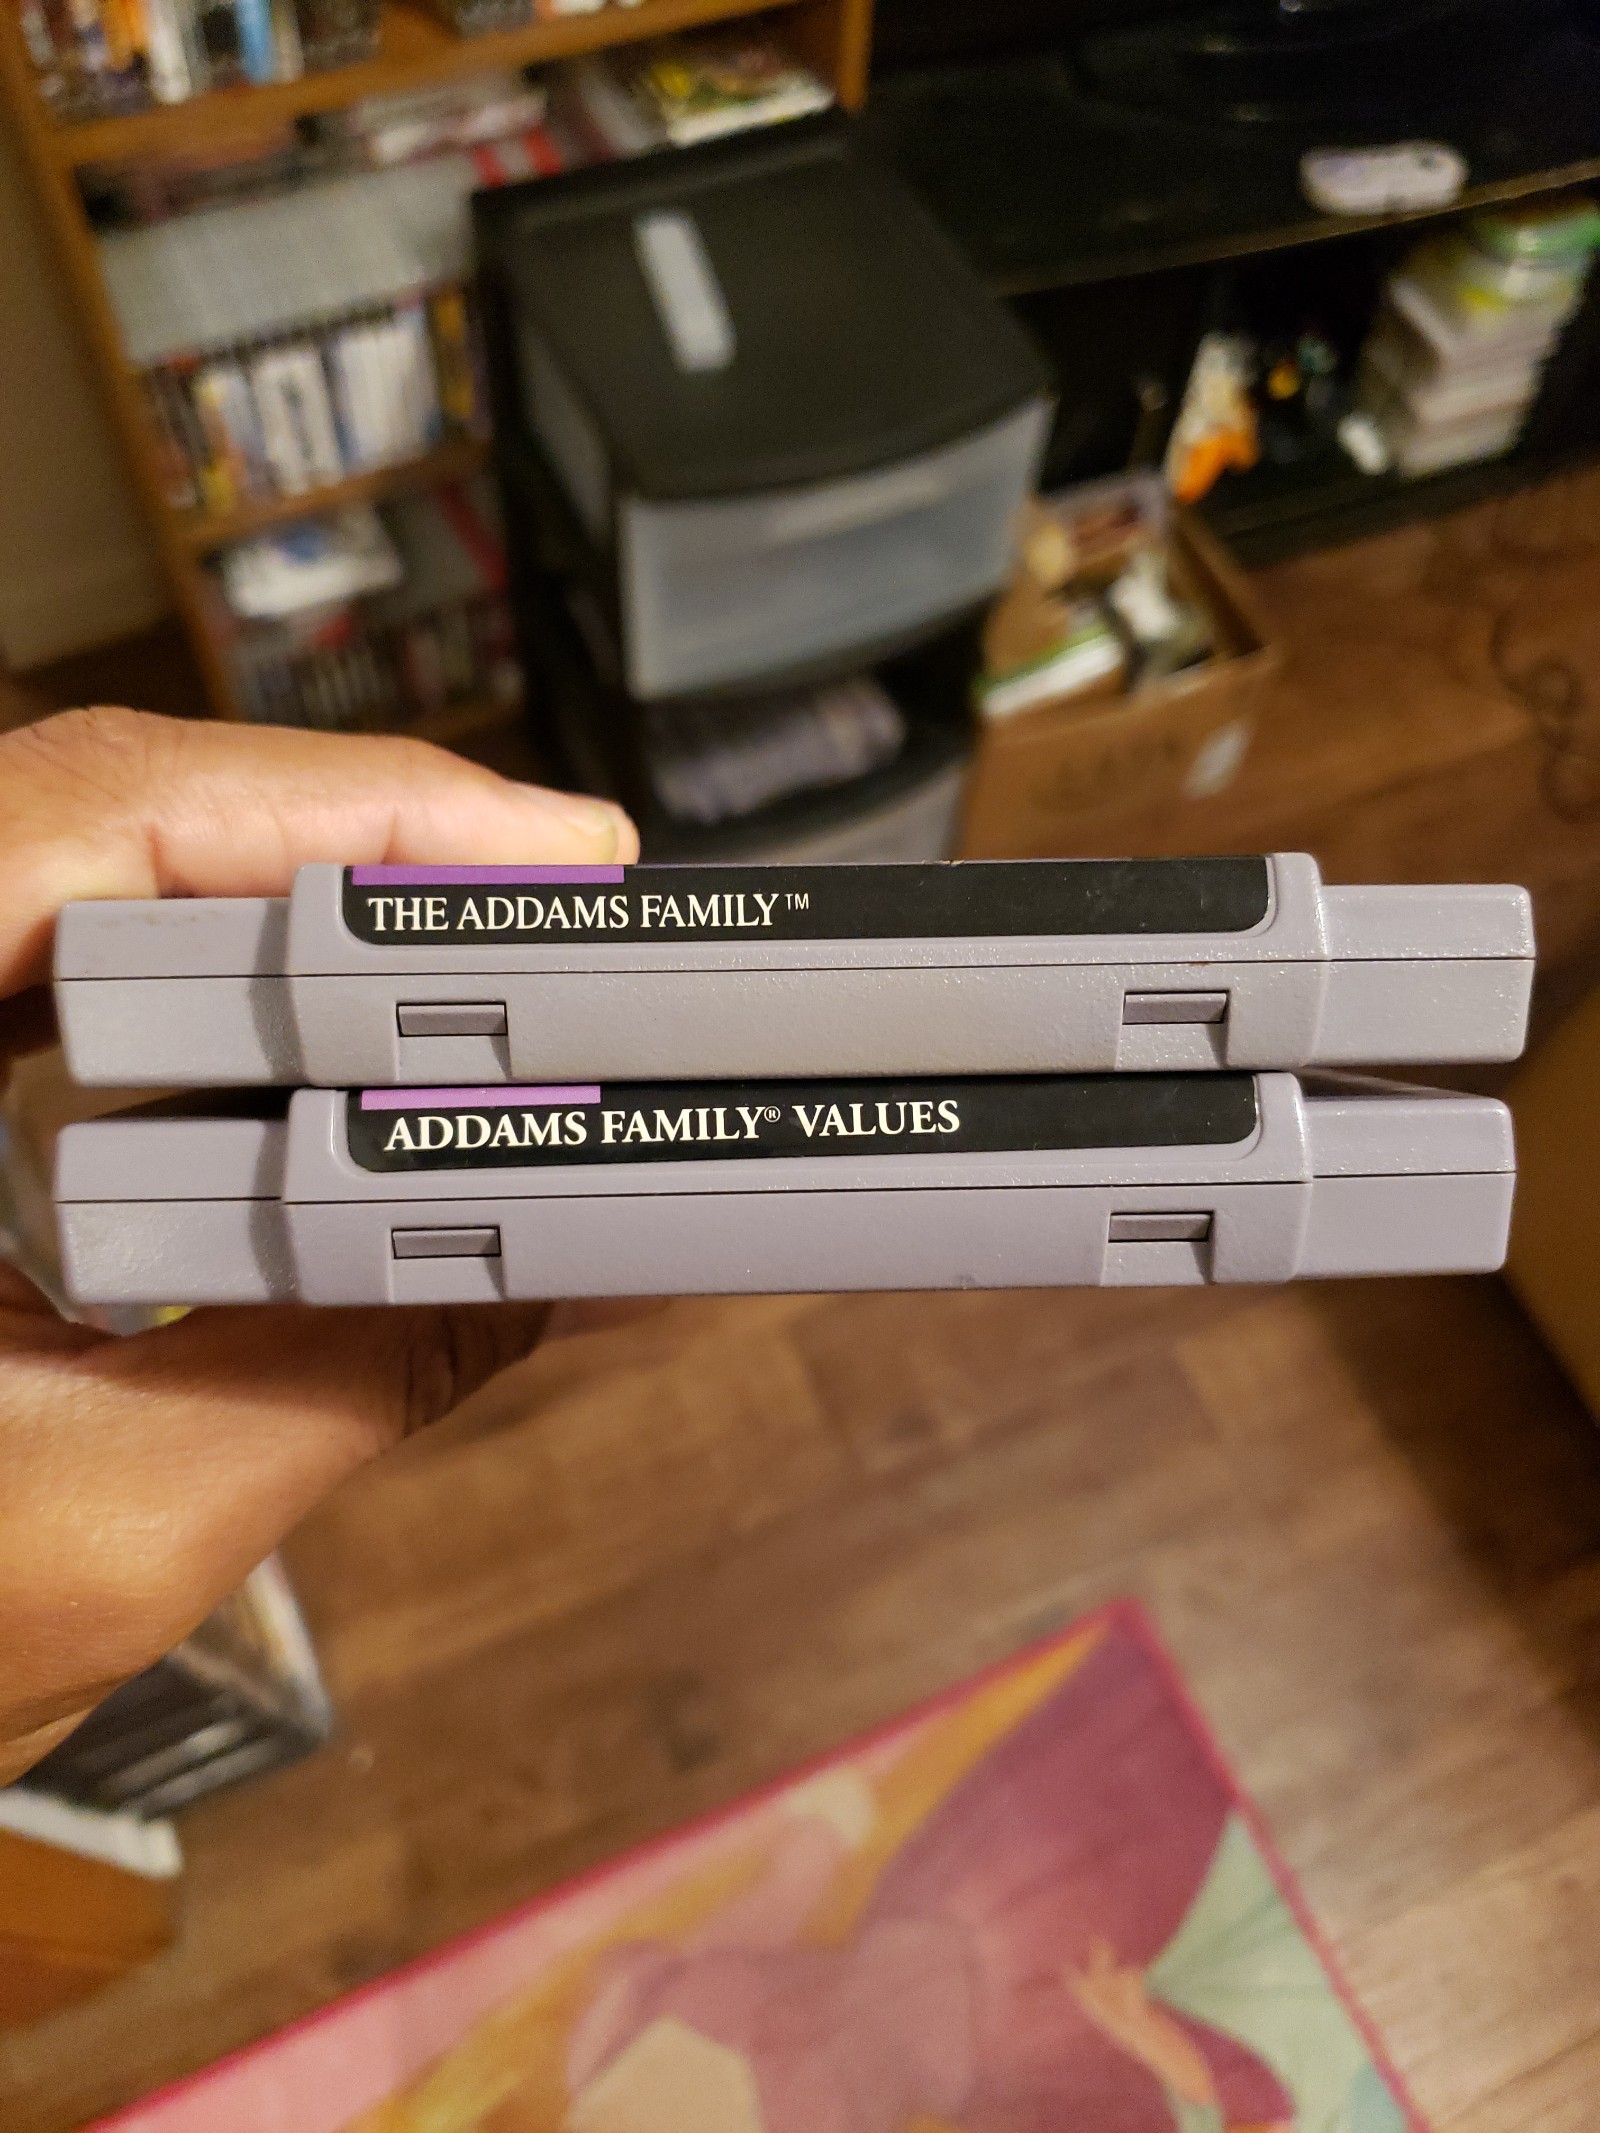 THE ADDAMS FAMILY™
ADDAMS FAMILY® VALUES